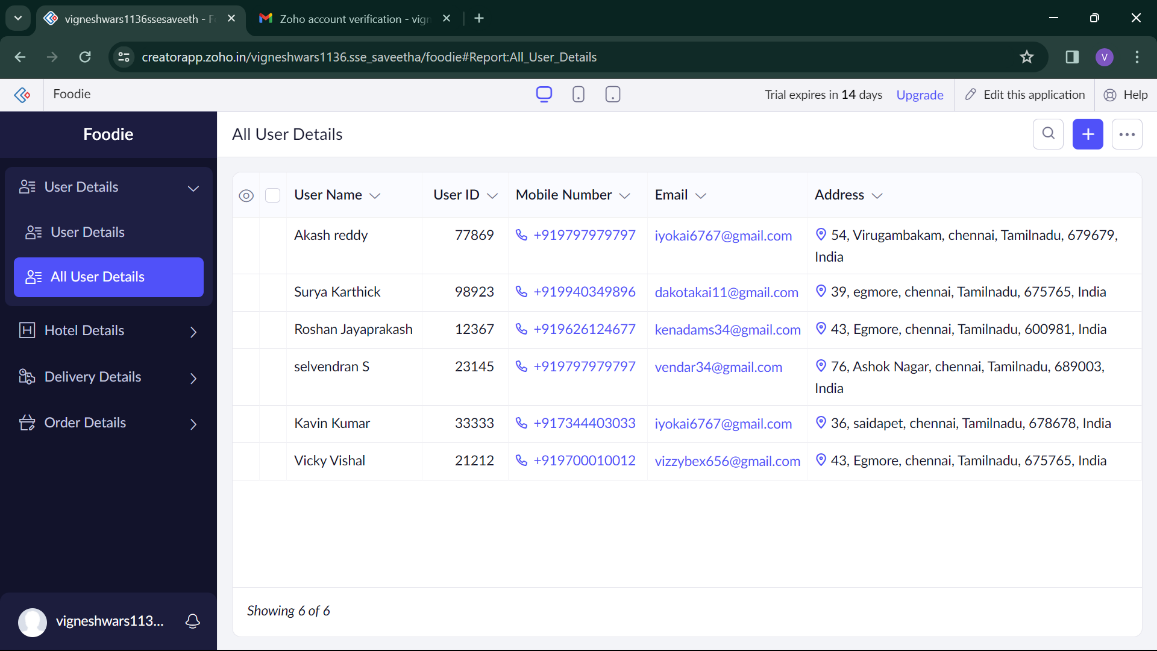 vigneshwars1136ssesaveeth - F
Zoho account verification - vign
creatorapp.zoho.in/vigneshwars1136.sse_saveetha/foodie#Report:All_User_Details
V
Foodie
Trial expires in 14 days
Upgrade
Edit this application
Help
Foodie
User Details
User Details
All User Details
Hotel Details
Delivery Details
Order Details
vigneshwars113...
All User Details
User Name
User ID
Mobile Number
Email
Address
Akash reddy
77869
+919797979797
iyokai6767@gmail.com
54, Virugambakam, chennai, Tamilnadu, 679679,
India
Surya Karthick
98923
+919940349896
dakotakai11@gmail.com
39, egmore, chennai, Tamilnadu, 675765, India
Roshan Jayaprakash
12367
+919626124677
kenadams34@gmail.com
43, Egmore, chennai, Tamilnadu, 600981, India
selvendran S
23145
+919797979797
vendar34@gmail.com
76, Ashok Nagar, chennai, Tamilnadu, 689003,
India
Kavin Kumar
33333
+917344403033
iyokai6767@gmail.com
36, saidapet, chennai, Tamilnadu, 678678, India
Vicky Vishal
21212
+919700010012
vizzybex656@gmail.com
43, Egmore, chennai, Tamilnadu, 675765, India
Showing 6 of 6